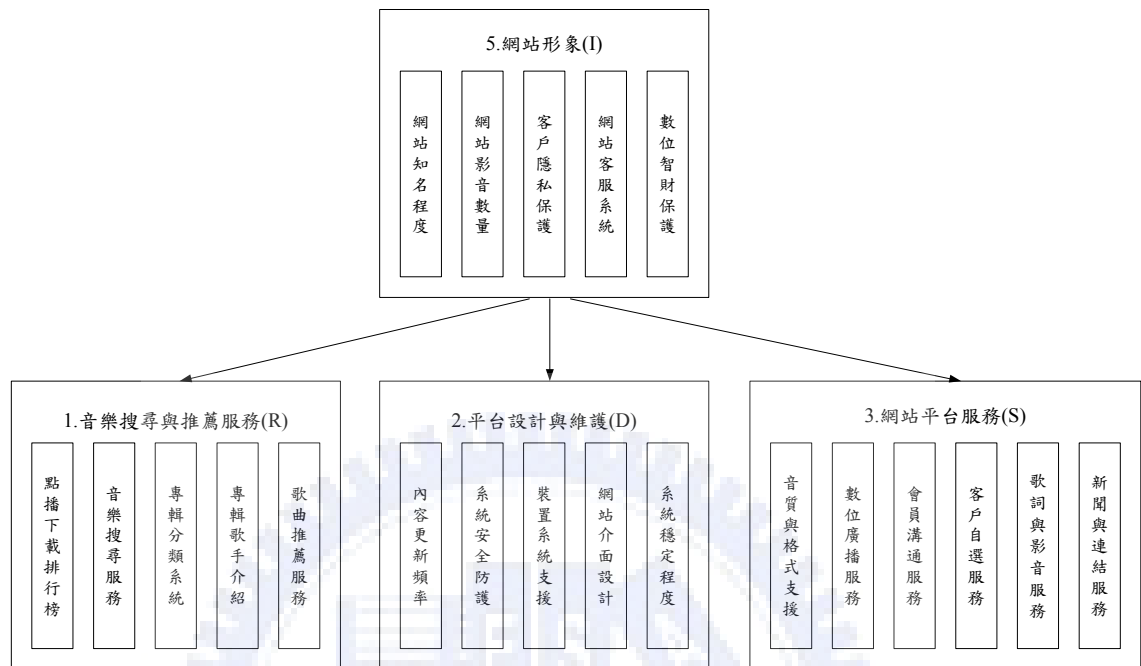 5.網站形象(I)
網站知名程度
網站影音數量
客戶隱私保護
網站客服系統
數位智財保護
1.音樂搜尋與推薦服務(R)
點播下載排行榜
音樂搜尋服務
專輯分類系統
專輯歌手介紹
歌曲推薦服務
2.平台設計與維護(D)
內容更新頻率
系統安全防護
裝置系統支援
網站介面設計
系統穩定程度
3.網站平台服務(S)
音質與格式支援
數位廣播服務
會員溝通服務
客戶自選服務
歌詞與影音服務
新聞與連結服務